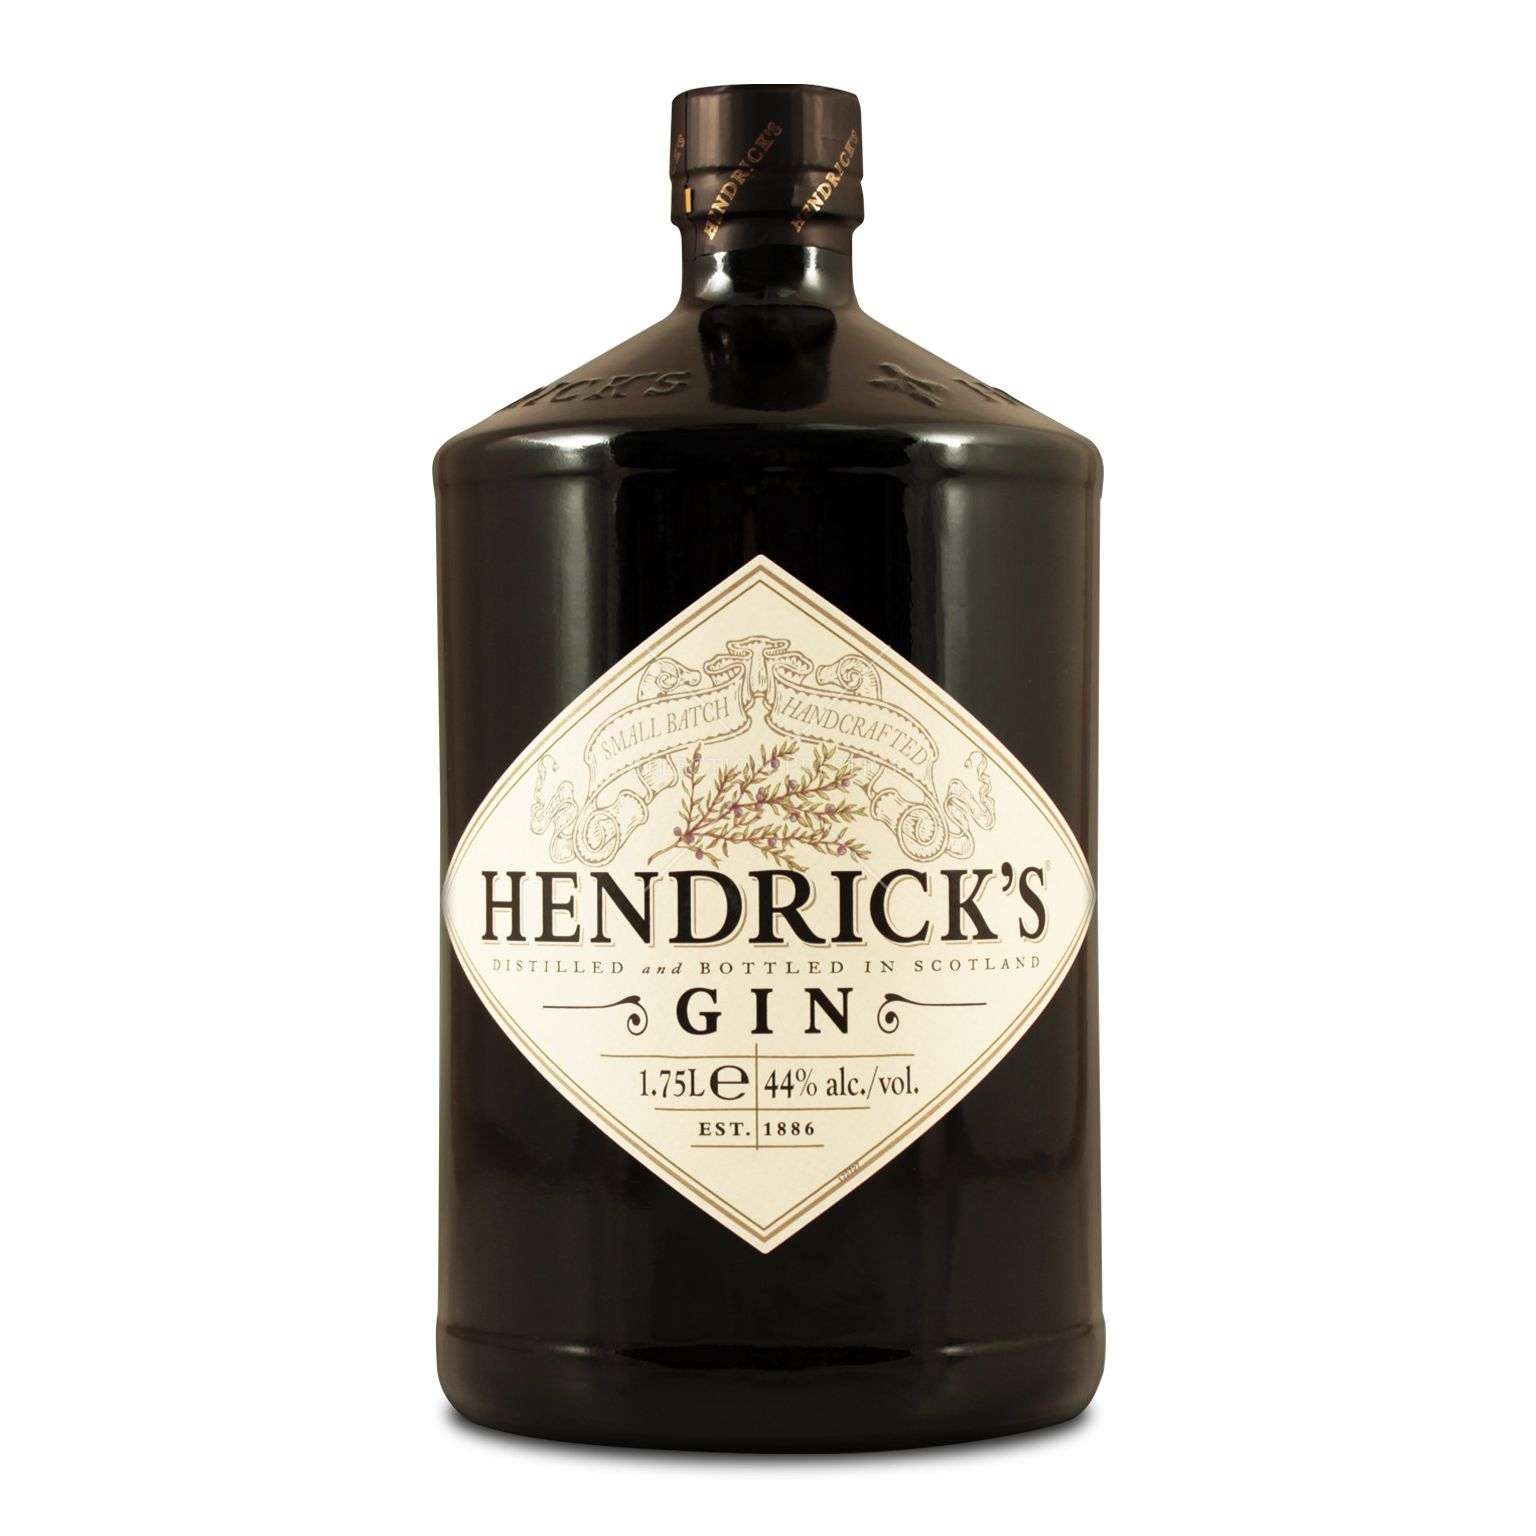 HENDRICK'S
HENDRICK'S
SMALL BATCH HANDCRAFTED
HENDRICK'S®
DISTILLED and BOTTLED IN SCOTLAND
GIN
1.75L ℮ 44% alc./vol.
EST. 1886